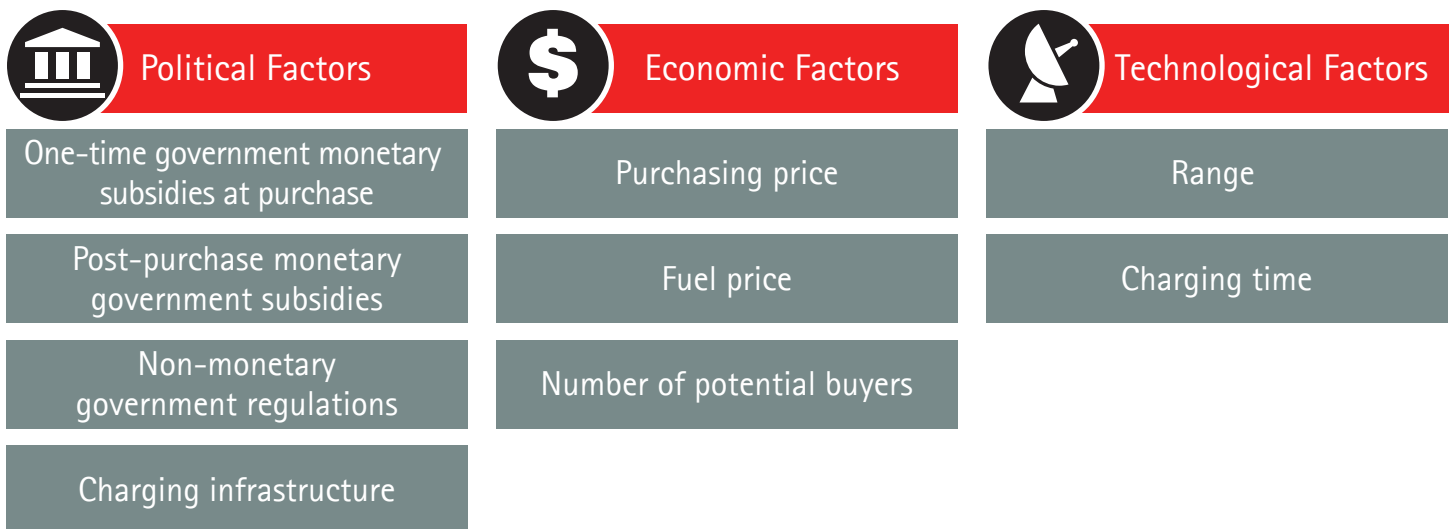 Political Factors
One-time government monetary
subsidies at purchase
Post-purchase monetary
government subsidies
Non-monetary
government regulations
Charging infrastructure
$
Economic Factors
Purchasing price
Fuel price
Number of potential buyers
Technological Factors
Range
Charging time